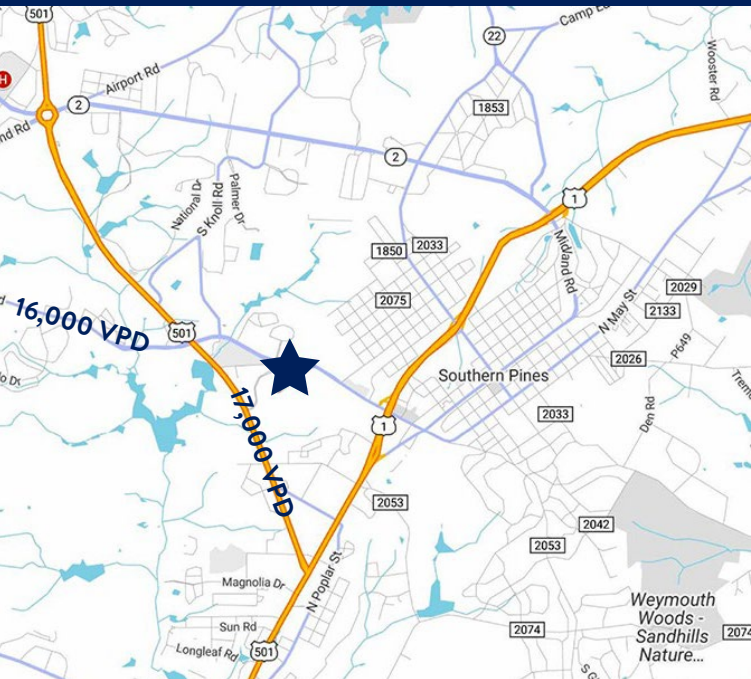 501
22
Camp
Wooster Rd
H
Airport Rd
2
1853
nd Rd
2
National Dr
S Knoll Rd
Palmer Dr
1
1850
2033
Midland Rd
2075
2029
N May St
2133
16,000 VPD
501
P649
2026
Southern Pines
17,000 VPD
2033
Den Rd
1
2053
2042
2053
Magnolia Dr
N Poplar St
Weymouth
Woods -
Sandhills
Nature...
Sun Rd
2074
2074
Longleaf Rd
501